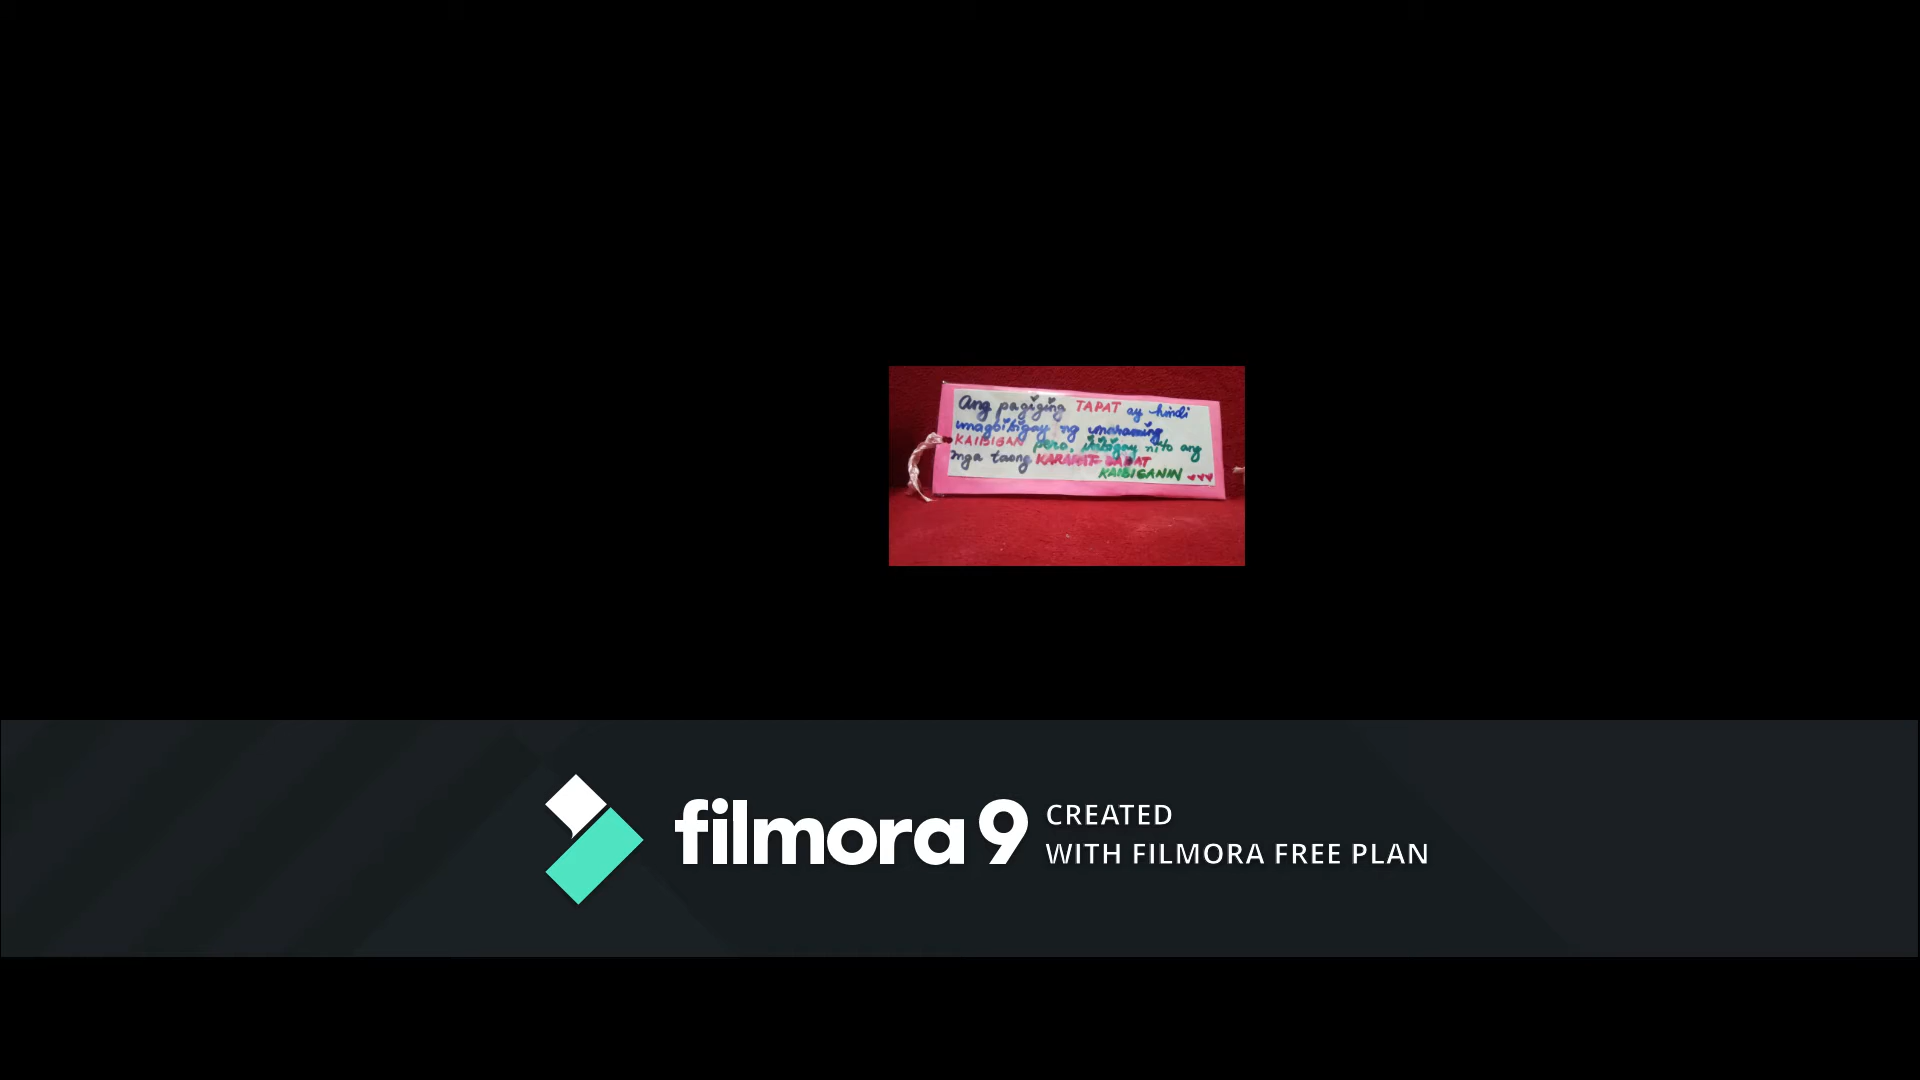 Ang pagiging TAPAT ay hindi
nagbibigay ng maraming
KAIBIGAN pero, ibibigay nito ang
mga taong KARAPAT-DAPAT
KAIBIGANIN
filmora 9
CREATED
WITH FILMORA FREE PLAN